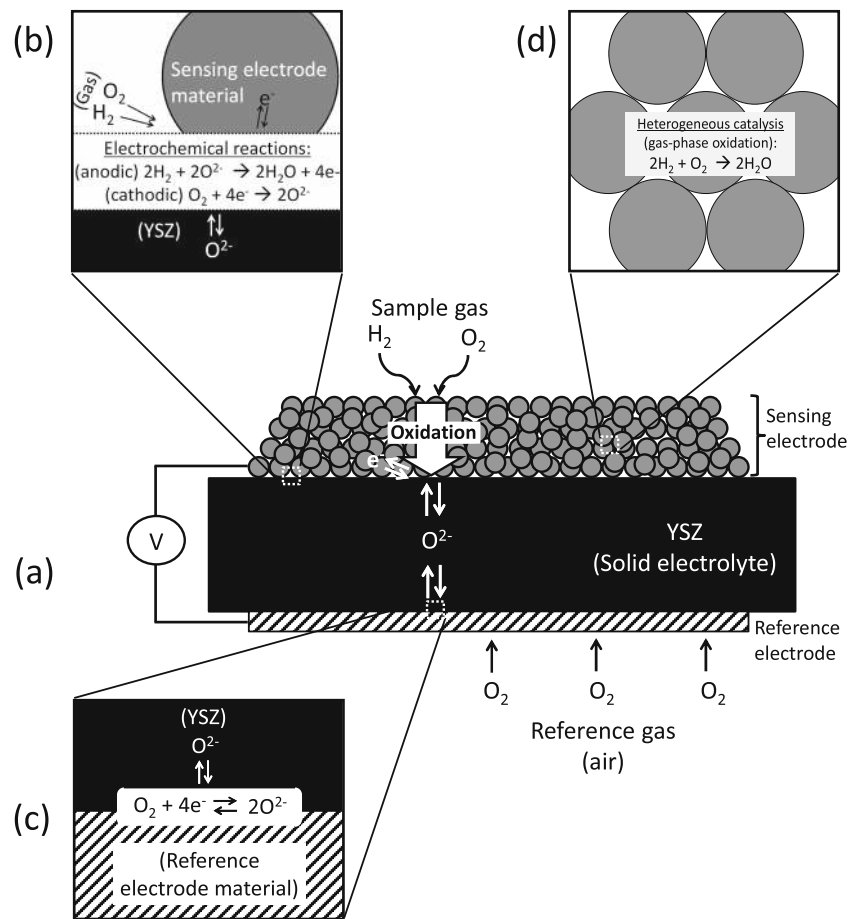 (b)
(Gas)
O₂
H₂
Sensing electrode
material
e⁻
Electrochemical reactions:
(anodic) 2H₂ + 2O²⁻ → 2H₂O + 4e-
(cathodic) O₂ + 4e⁻ → 2O²⁻
(YSZ)
O²⁻
(d)
Heterogeneous catalysis
(gas-phase oxidation):
2H₂ + O₂ → 2H₂O
Sample gas
H₂
O₂
Oxidation
e⁻
Sensing
electrode
V
(a)
O²⁻
YSZ
(Solid electrolyte)
Reference
electrode
O₂
O₂
O₂
Reference gas
(air)
(c)
(YSZ)
O²⁻
O₂ + 4e⁻ ⇄ 2O²⁻
(Reference
electrode material)